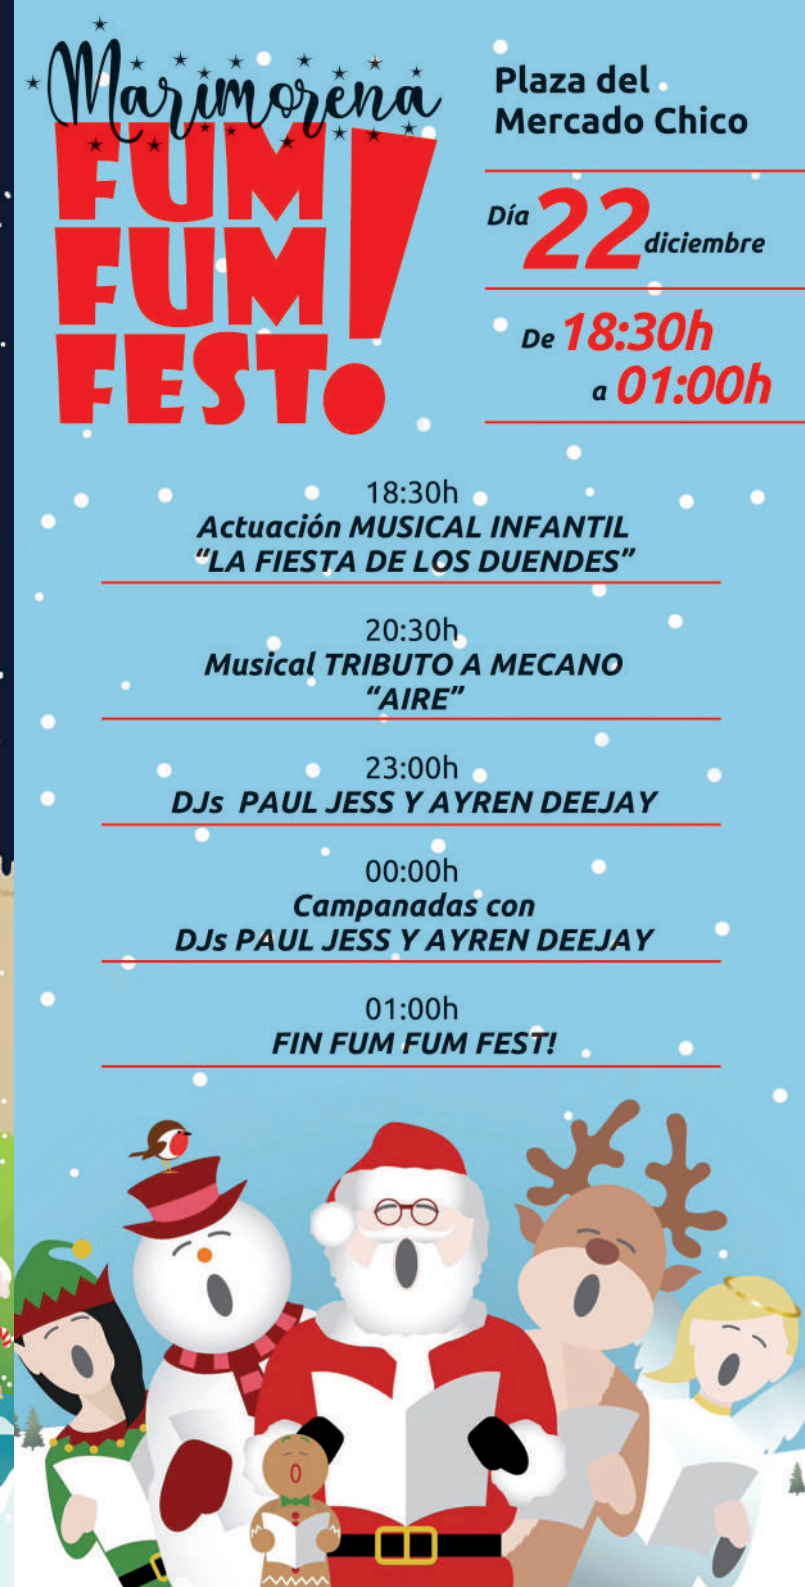 Marimorena
FUM
FUM
FEST!
Plaza del
Mercado Chico
Día 22 diciembre
De 18:30h
a 01:00h
18:30h
Actuación MUSICAL INFANTIL
“LA FIESTA DE LOS DUENDES”
20:30h
Musical TRIBUTO A MECANO
“AIRE”
23:00h
DJs PAUL JESS Y AYREN DEEJAY
00:00h
Campanadas con
DJs PAUL JESS Y AYREN DEEJAY
01:00h
FIN FUM FUM FEST!